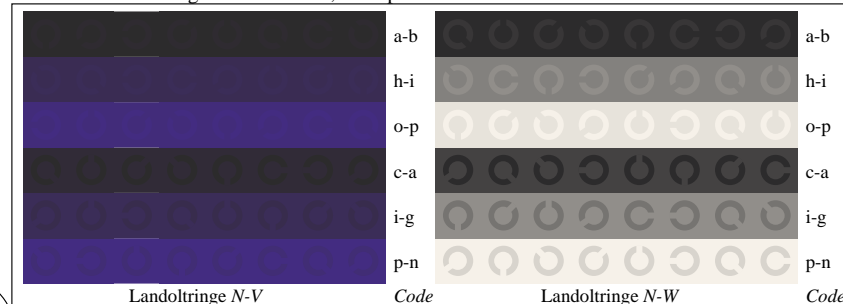 a-b a-b
h-i h-i
o-p o-p
c-a c-a
i-g i-g
p-n p-n
Landoltringe N-V Code Landoltringe N-W Code